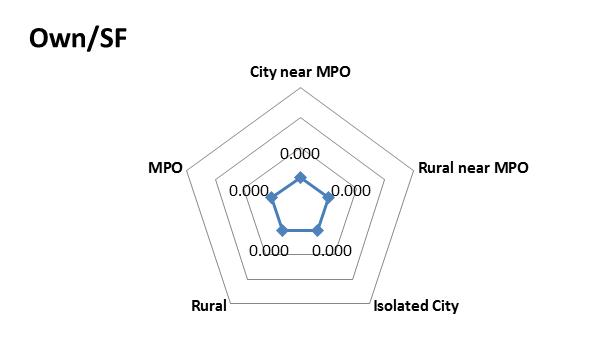 Own/SF
City near MPO
0.000
MPO
Rural near MPO
0.000
0.000
0.000
0.000
Rural
Isolated City